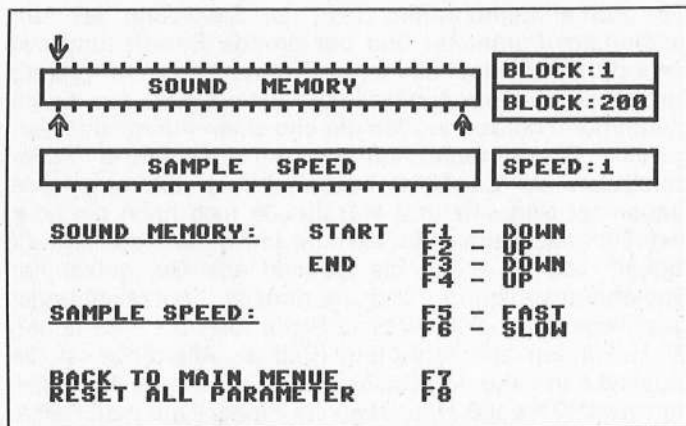 SOUND MEMORY
BLOCK:1
BLOCK:200
SAMPLE SPEED
SPEED:1
SOUND MEMORY: START F1 - DOWN
F2 - UP
END F3 - DOWN
F4 - UP
SAMPLE SPEED: F5 - FAST
F6 - SLOW
BACK TO MAIN MENUE F7
RESET ALL PARAMETER F8